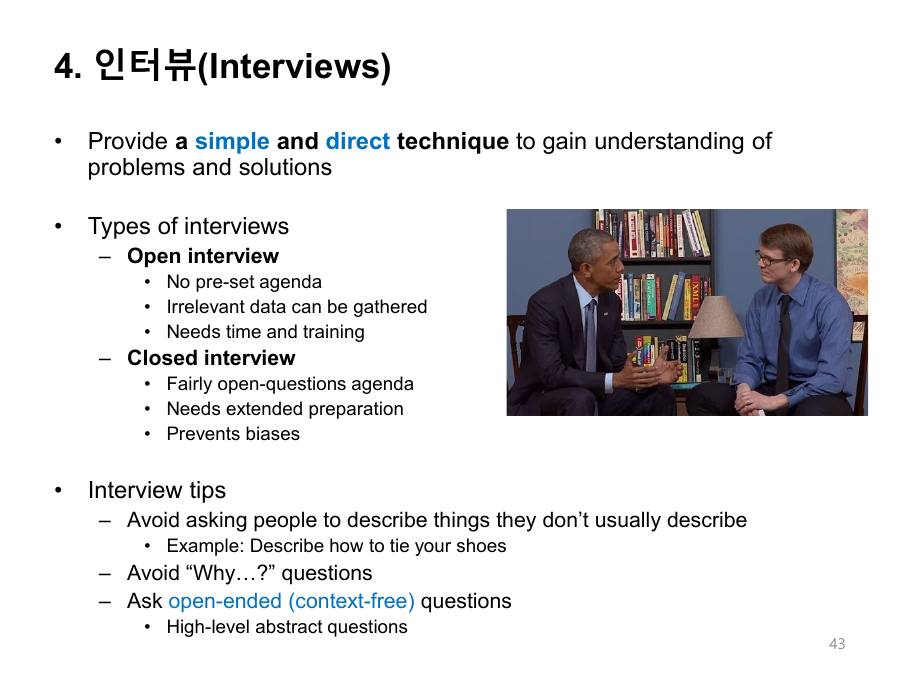 4. 인터뷰(Interviews)
• Provide a simple and direct technique to gain understanding of
problems and solutions
• Types of interviews
– Open interview
• No pre-set agenda
• Irrelevant data can be gathered
• Needs time and training
– Closed interview
• Fairly open-questions agenda
• Needs extended preparation
• Prevents biases
• Interview tips
– Avoid asking people to describe things they don’t usually describe
• Example: Describe how to tie your shoes
– Avoid “Why…?” questions
– Ask open-ended (context-free) questions
• High-level abstract questions
43